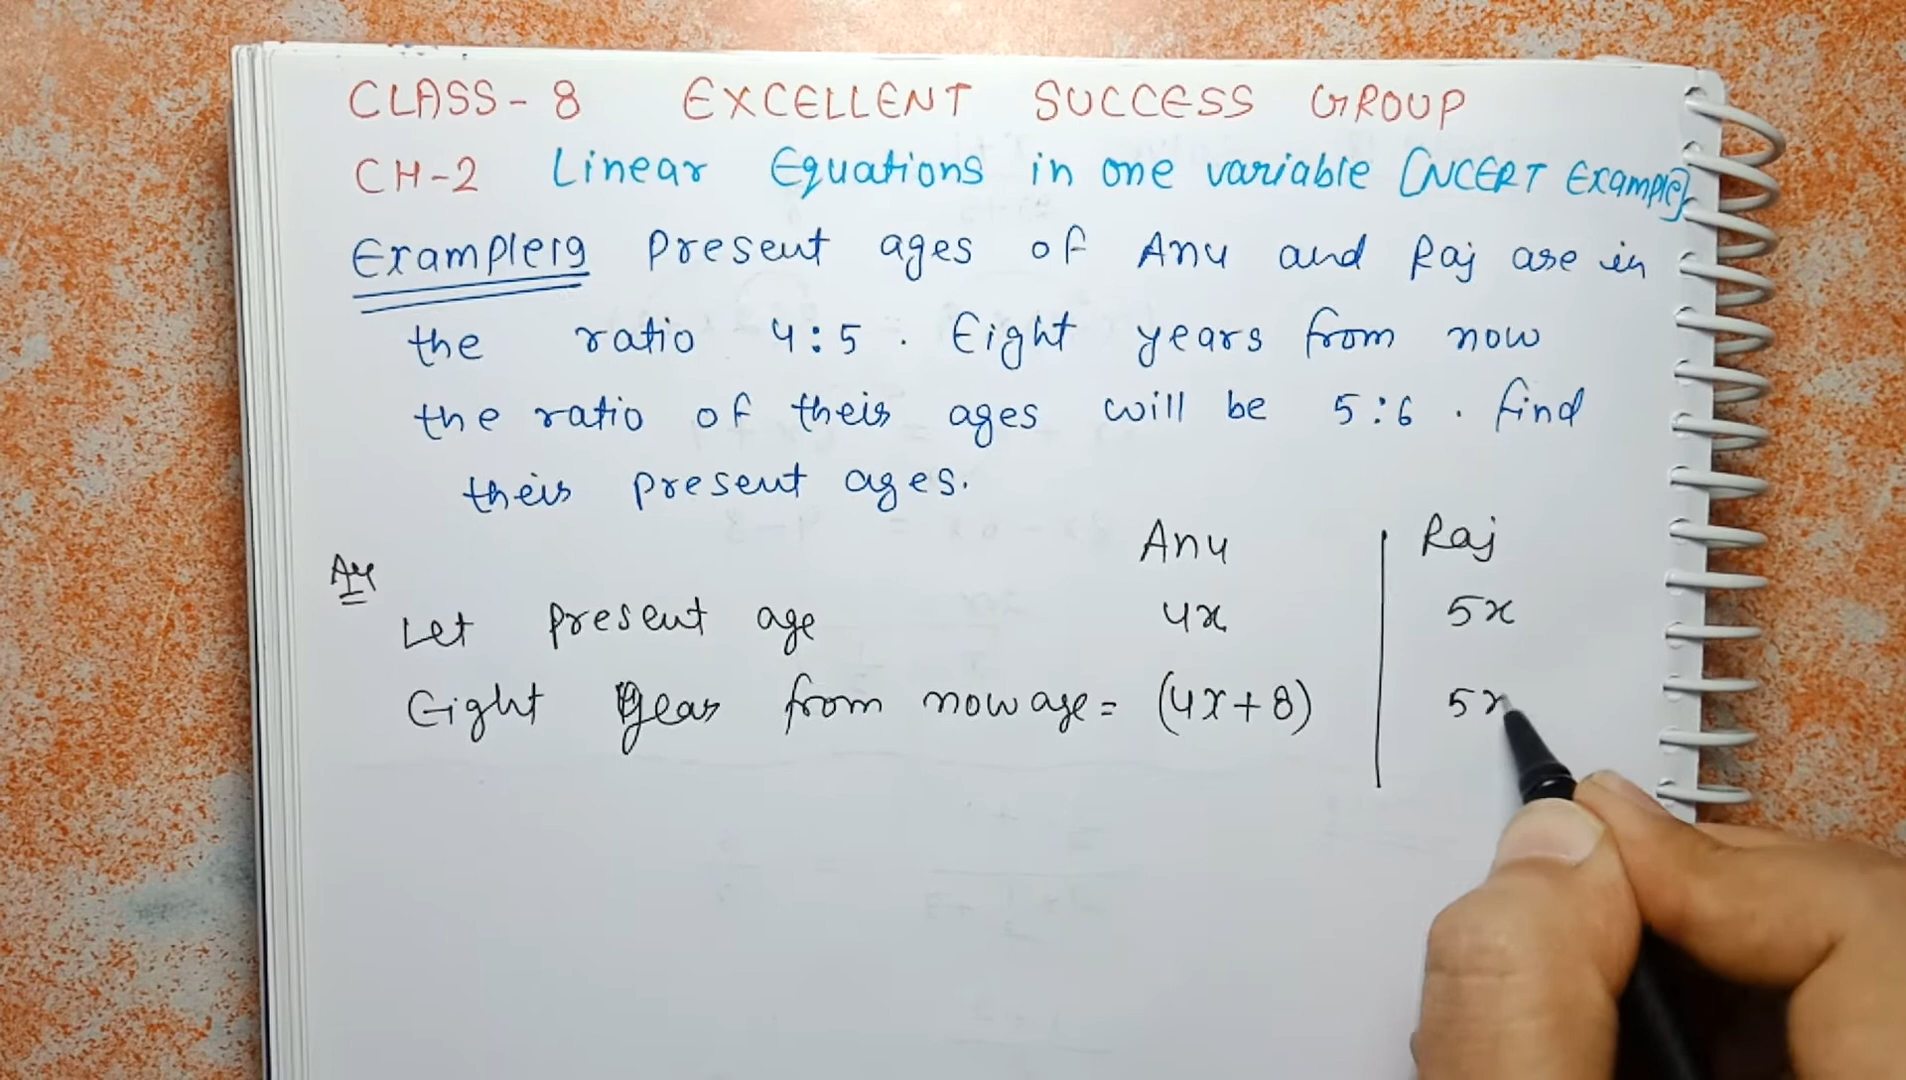 CLASS-8 EXCELLENT SUCCESS GROUP
CH-2 Linear Equations in one variable [NCERT Example]
Example19 Present ages of Anu and Raj are in
the ratio 4:5. Eight years from now
the ratio of their ages will be 5:6. find
their present ages.
Anu Raj
Let present age 4x 5x
Eight year from now age = (4x+8) 5x